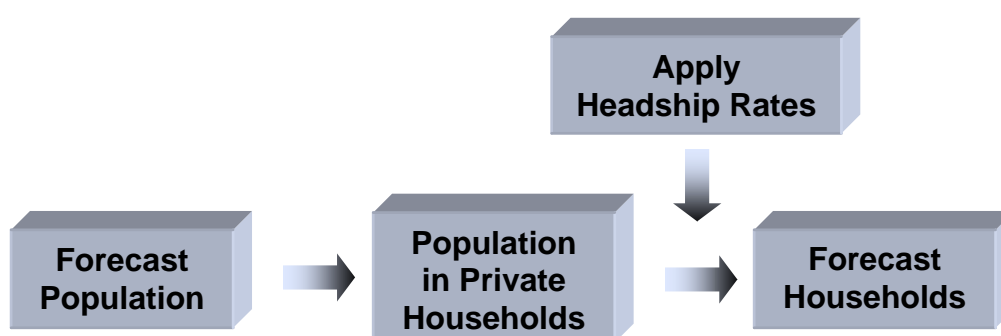 Apply
Headship Rates
Forecast
Population
Population
in Private
Households
Forecast
Households